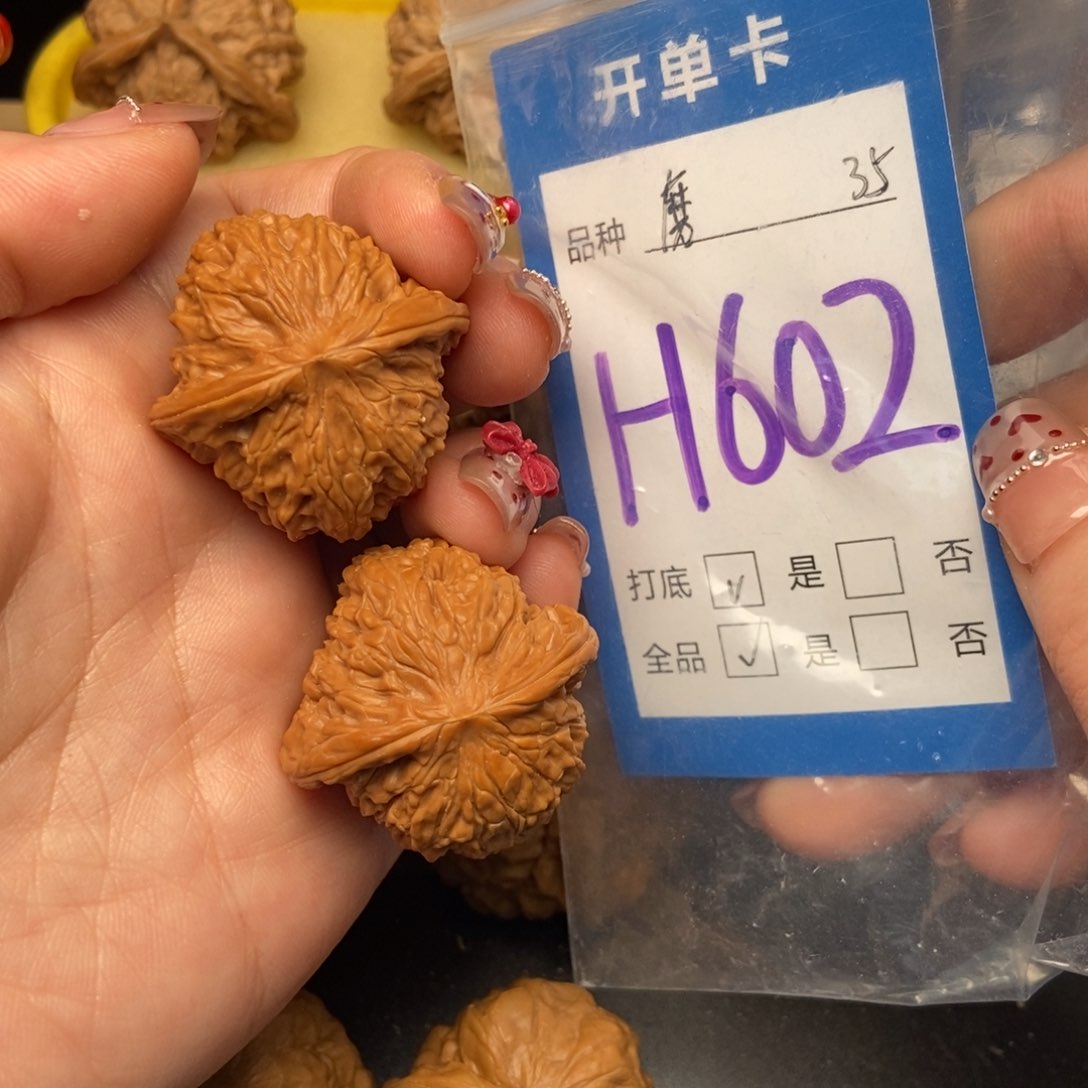 开单卡
品种 35
H602
打底 √ 是 否
全品 √ 是 否